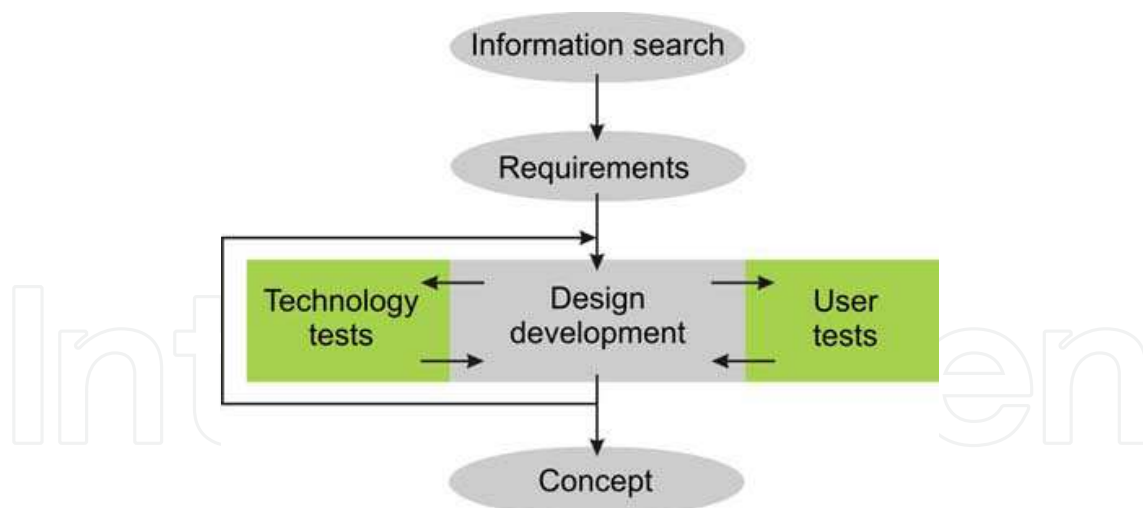 Information search
Requirements
Technology
tests
Design
development
User
tests
Concept